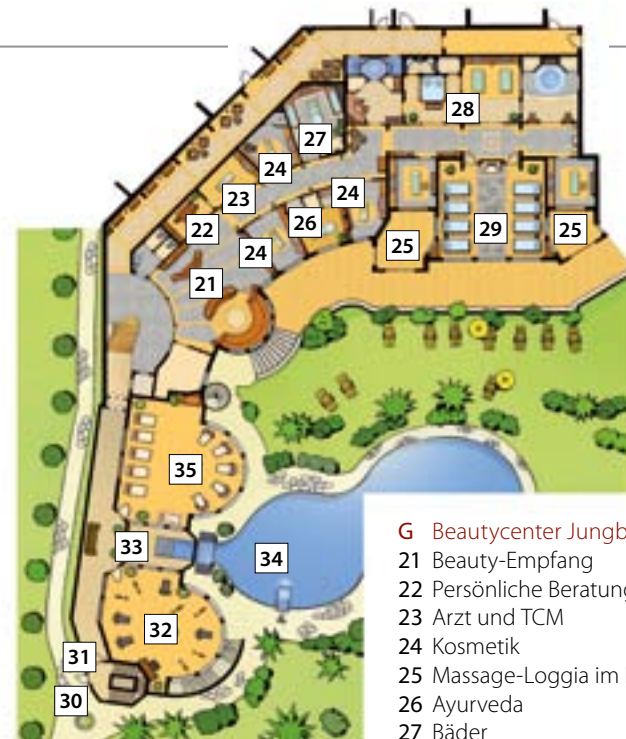 28
27
24
23
24
22
26
29
24
25
25
21
35
33
34
32
31
30
G Beautycenter
21 Beauty-Empfang
22 Persönliche
23 Arzt und TCM
24 Kosmetik
25 Massage-Loggia im
26 Ayurveda
27 Bäder